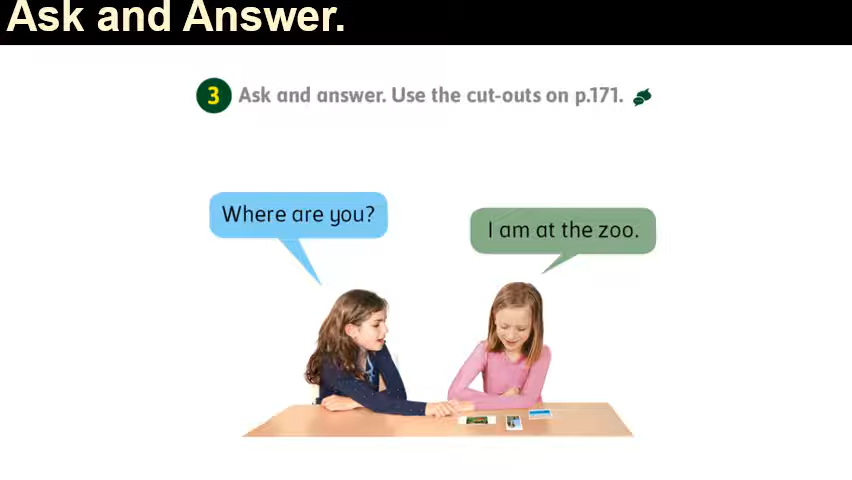 Ask and Answer.
3 Ask and answer. Use the cut-outs on p.171.
Where are you?
I am at the zoo.